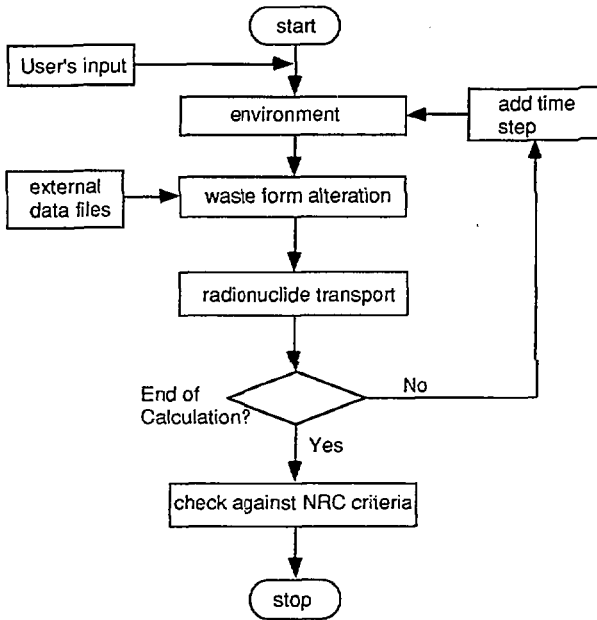 start
User's input
environment
add time
step
external
data files
waste form alteration
radionuclide transport
End of
Calculation?
No
Yes
check against NRC criteria
stop